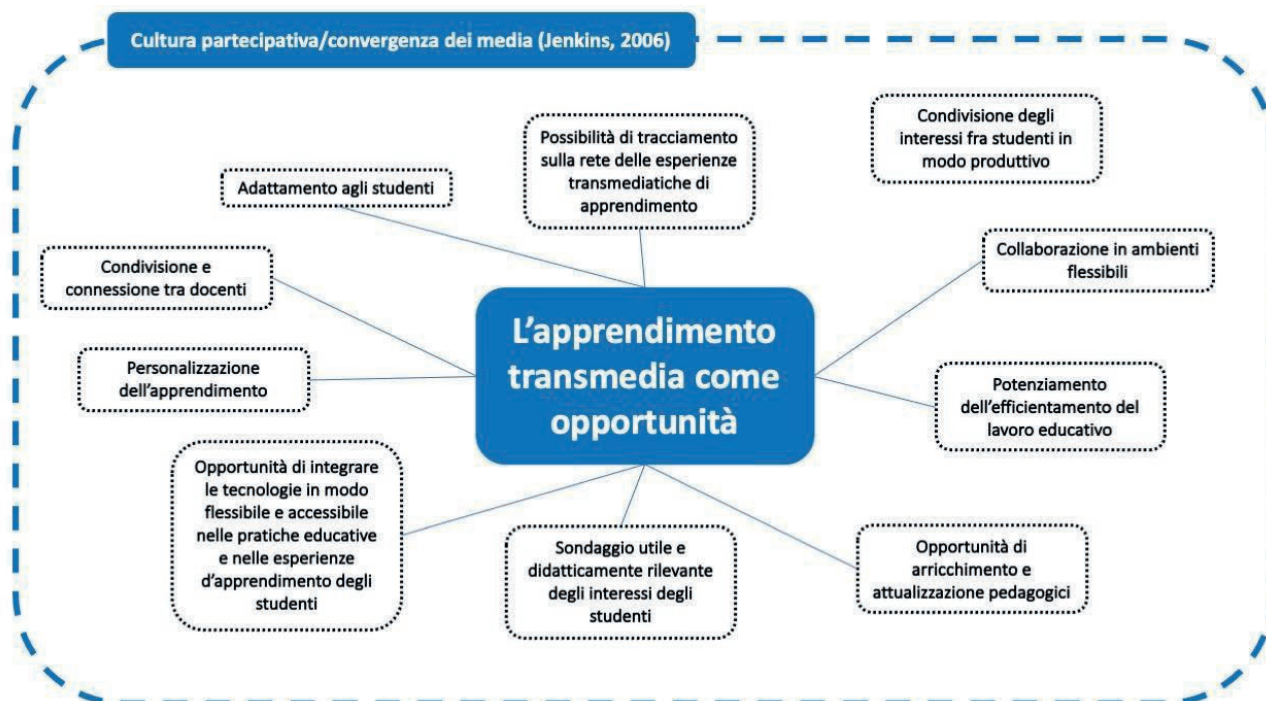 Cultura partecipativa/convergenza dei media (Jenkins, 2006)
Condivisione degli
interessi fra studenti in
modo produttivo
Possibilità di tracciamento
sulla rete delle esperienze
transmediatiche di
apprendimento
Adattamento agli studenti
Condivisione e
connessione tra docenti
Collaborazione in ambienti
flessibili
L'apprendimento
transmedia come
opportunità
Personalizzazione
dell'apprendimento
Potenziamento
dell'efficientamento del
lavoro educativo
Opportunità di integrare
le tecnologie in modo
flessibile e accessibile
nelle pratiche educative
e nelle esperienze
d'apprendimento degli
studenti
Sondaggio utile e
didatticamente rilevante
degli interessi degli
studenti
Opportunità di
arricchimento e
attualizzazione pedagogici